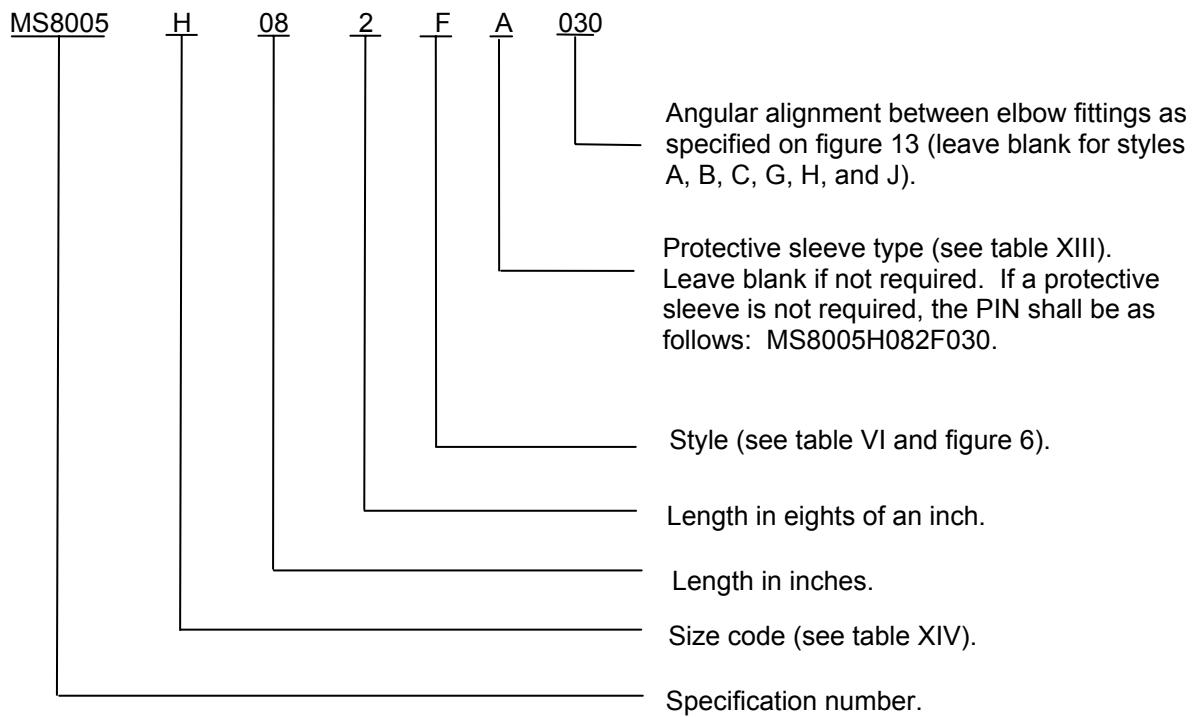 MS8005 H 08 2 F A 030
Angular alignment between elbow fittings as
specified on figure 13 (leave blank for styles
A, B, C, G, H, and J).
Protective sleeve type (see table XIII).
Leave blank if not required. If a protective
sleeve is not required, the PIN shall be as
follows: MS8005H082F030.
Style (see table VI and figure 6).
Length in eights of an inch.
Length in inches.
Size code (see table XIV).
Specification number.